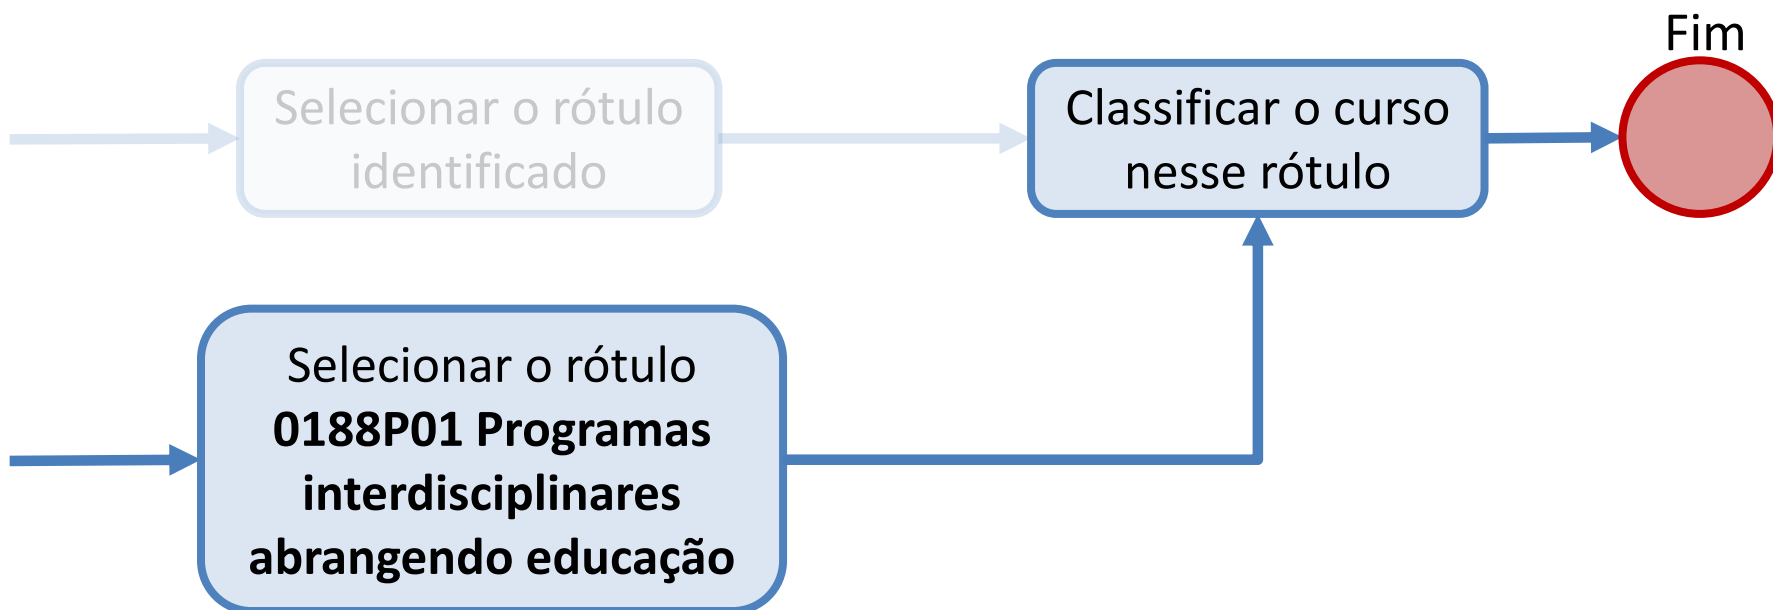 Fim
Selecionar o rótulo
identificado
Classificar o curso
nesse rótulo
Selecionar o rótulo
0188P01 Programas
interdisciplinares
abrangendo educação